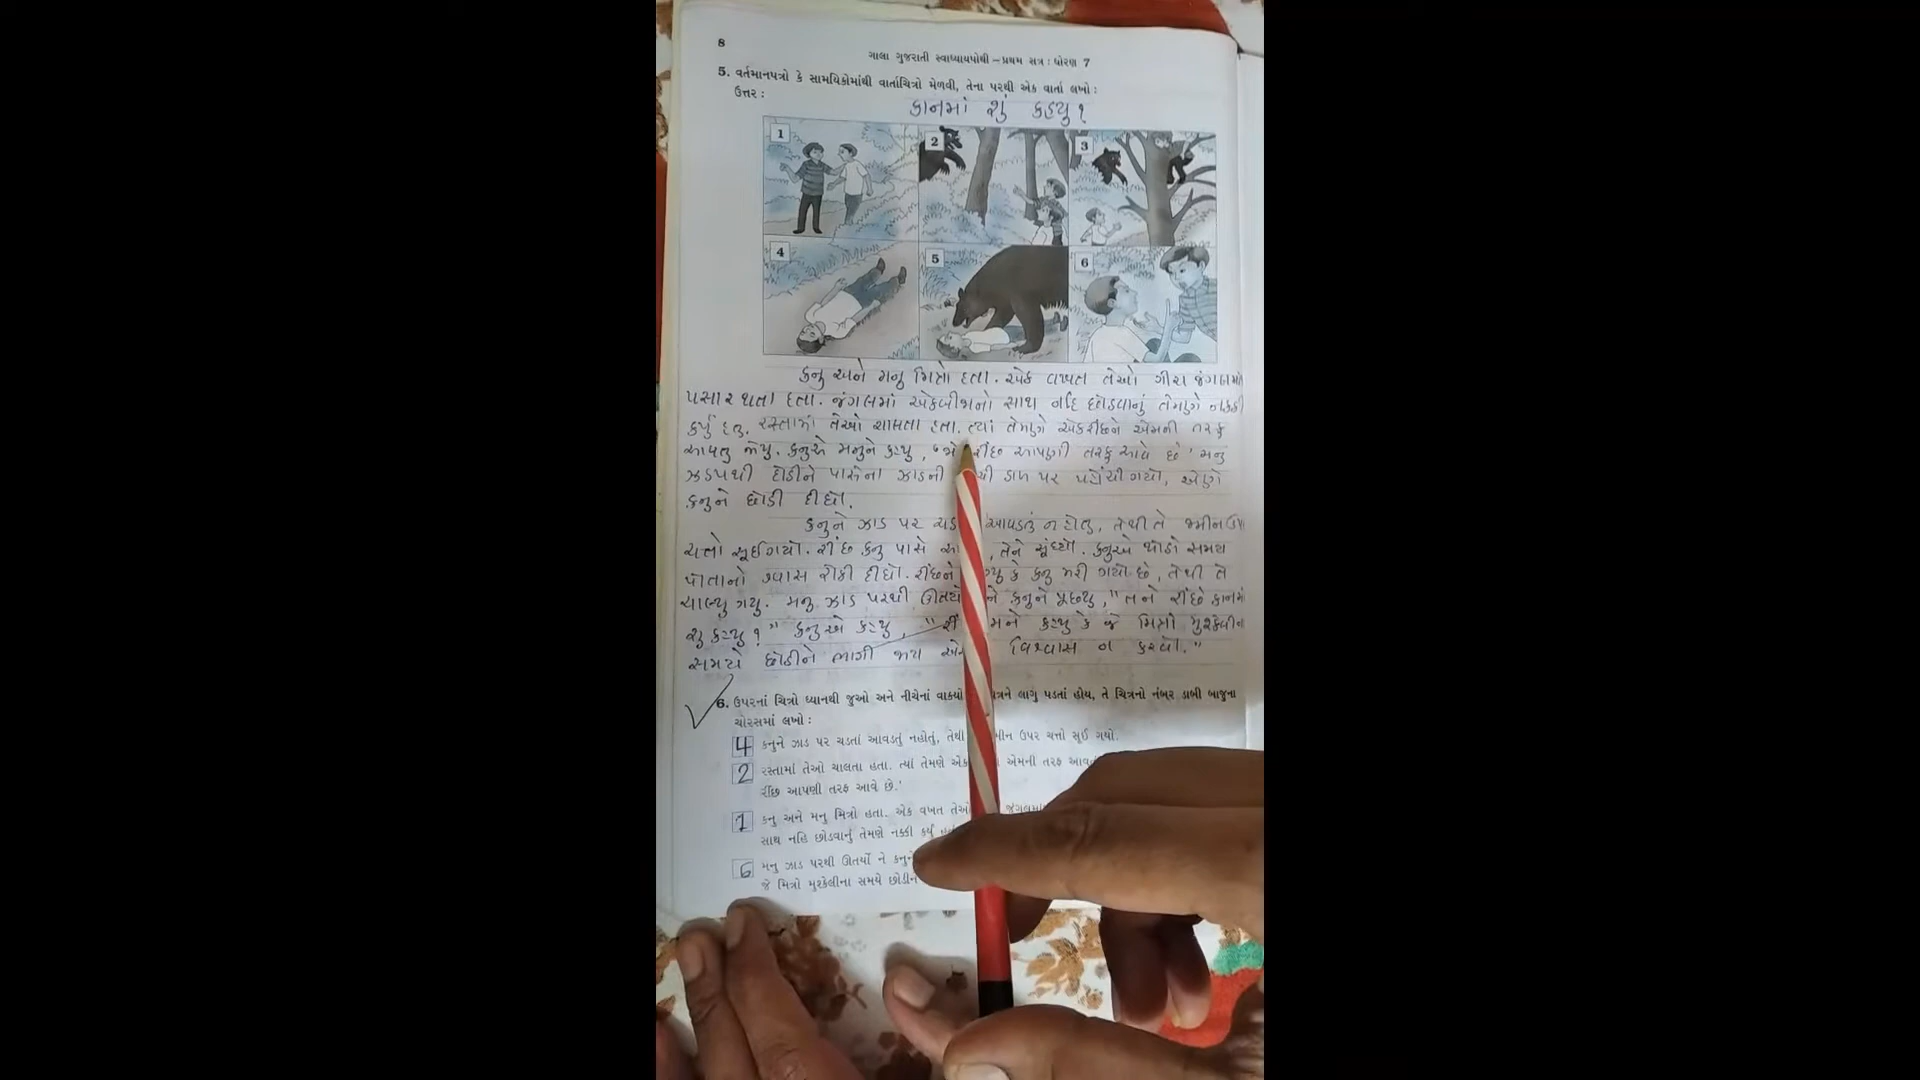 8
ગાલા ગુજરાતી સ્વાધ્યાયપોથી – પ્રથમ સત્ર : ધોરણ 7
5. વર્તમાનપત્રો કે સામયિકોમાંથી વાર્તાચિત્રો મેળવી, તેના પરથી એક વાર્તા લખો :
ઉત્તર :
કાનમાં શું કહ્યુ ?
1 2 3
4 5 6
કનુ અને મનુ મિત્રો હતા. એક વખત તેઓ ગીરા જંગલમાં
પસાર થતા હતા. જંગલમાં એકબીજાનો સાથ નહિ છોડવાનું તેમણે નક્કી
કર્યું હતુ. રસ્તામાં તેઓ ચાલતા હતા. ત્યાં તેમણે એક રીંછને એમની તરફ
આવતુ જોયુ. કનુએ મનુને કહ્યુ, રીંછ આપણી તરફ આવે છે ' મનુ
ઝડપથી દોડીને પાસેના ઝાડની ડાળ પર પહોંચી ગયો, એણે
કનુને છોડી દીધો.
કનુને ઝાડ પર આવડતું ન હોતુ, તેથી તે જમીન ઉપર
ચત્તો સૂઈ ગયો. રીંછ કનુ પાસે , તેને સૂંઘ્યો. કનુએ થોડો સમય
પોતાનો શ્વાસ રોકી દીધો. રીંછને કે કનુ મરી ગયો છે, તેથી તે
ચાલ્યુ ગયુ. મનુ ઝાડ પરથી ઊતર્યો ને કનુને પૂછ્યુ, "તને રીંછે કાનમાં
શુ કહ્યુ ? " કનુએ કહ્યુ, " મને કહ્યુ કે જે મિત્રો મુશ્કેલીના
સમયે છોડીને ભાગી જાય વિશ્વાસ ન કરવો."
6. ઉપરનાં ચિત્રો ધ્યાનથી જુઓ અને નીચેનાં વાક્યો લાગુ પડતાં હોય, તે ચિત્રનો નંબર ડાબી બાજુના
ચોરસમાં લખો :
4 કનુને ઝાડ પર ચડતાં આવડતું નહોતું, તેથી ઉપર ચત્તો સૂઈ ગયો.
2 રસ્તામાં તેઓ ચાલતા હતા. ત્યાં તેમણે એક એમની તરફ
રીંછ આપણી તરફ આવે છે.'
1 કનુ અને મનુ મિત્રો હતા. એક વખત તેઓ
સાથ નહિ છોડવાનું તેમણે નક્કી કર્યું
6 મનુ ઝાડ પરથી ઊતર્યો ને
જે મિત્રો મુશ્કેલીના સમયે છોડીને